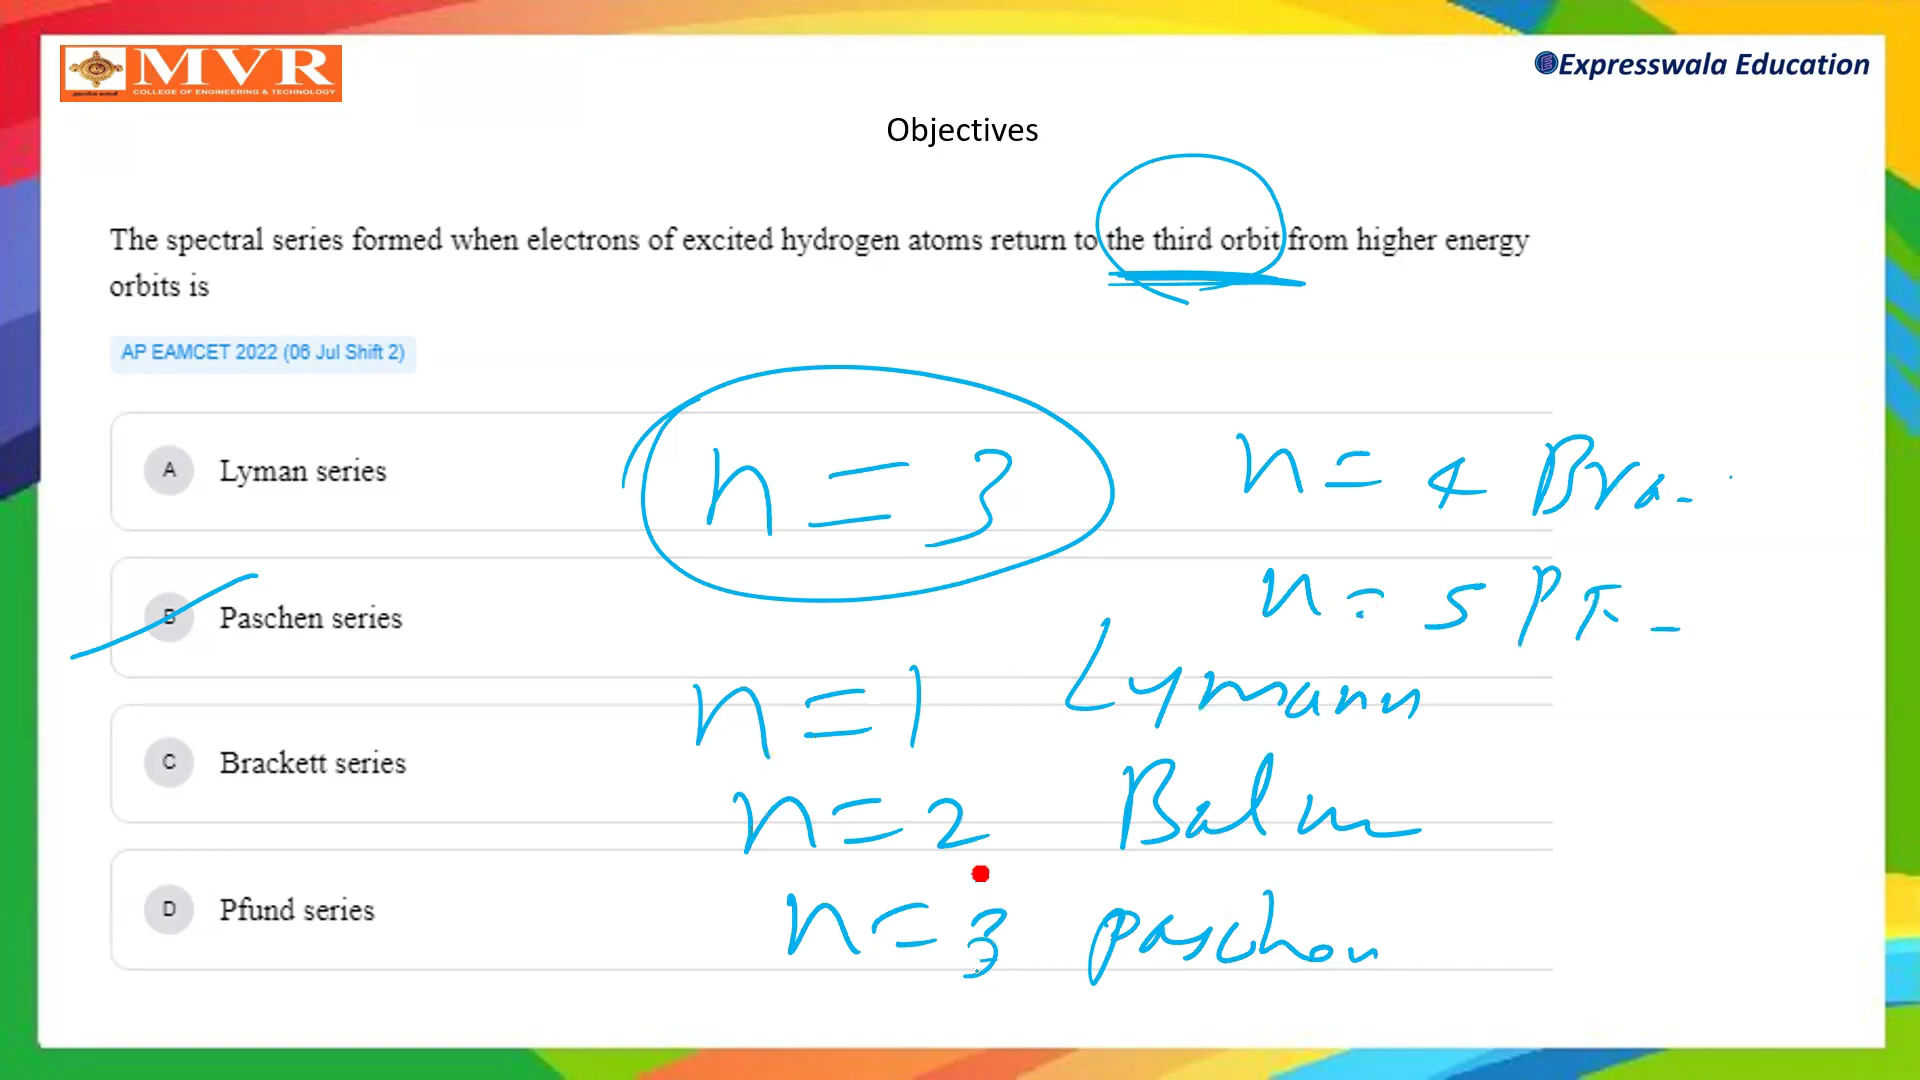 MVR
COLLEGE OF ENGINEERING & TECHNOLOGY
Expresswala Education
Objectives
The spectral series formed when electrons of excited hydrogen atoms return to the third orbit from higher energy
orbits is
AP EAMCET 2022 (06 Jul Shift 2)
A Lyman series
n = 3
n = 4 Bra-
B Paschen series
n = 5 Pf-
n = 1 Lymann
C Brackett series
n = 2 Balm
D Pfund series
n = 3 paschen